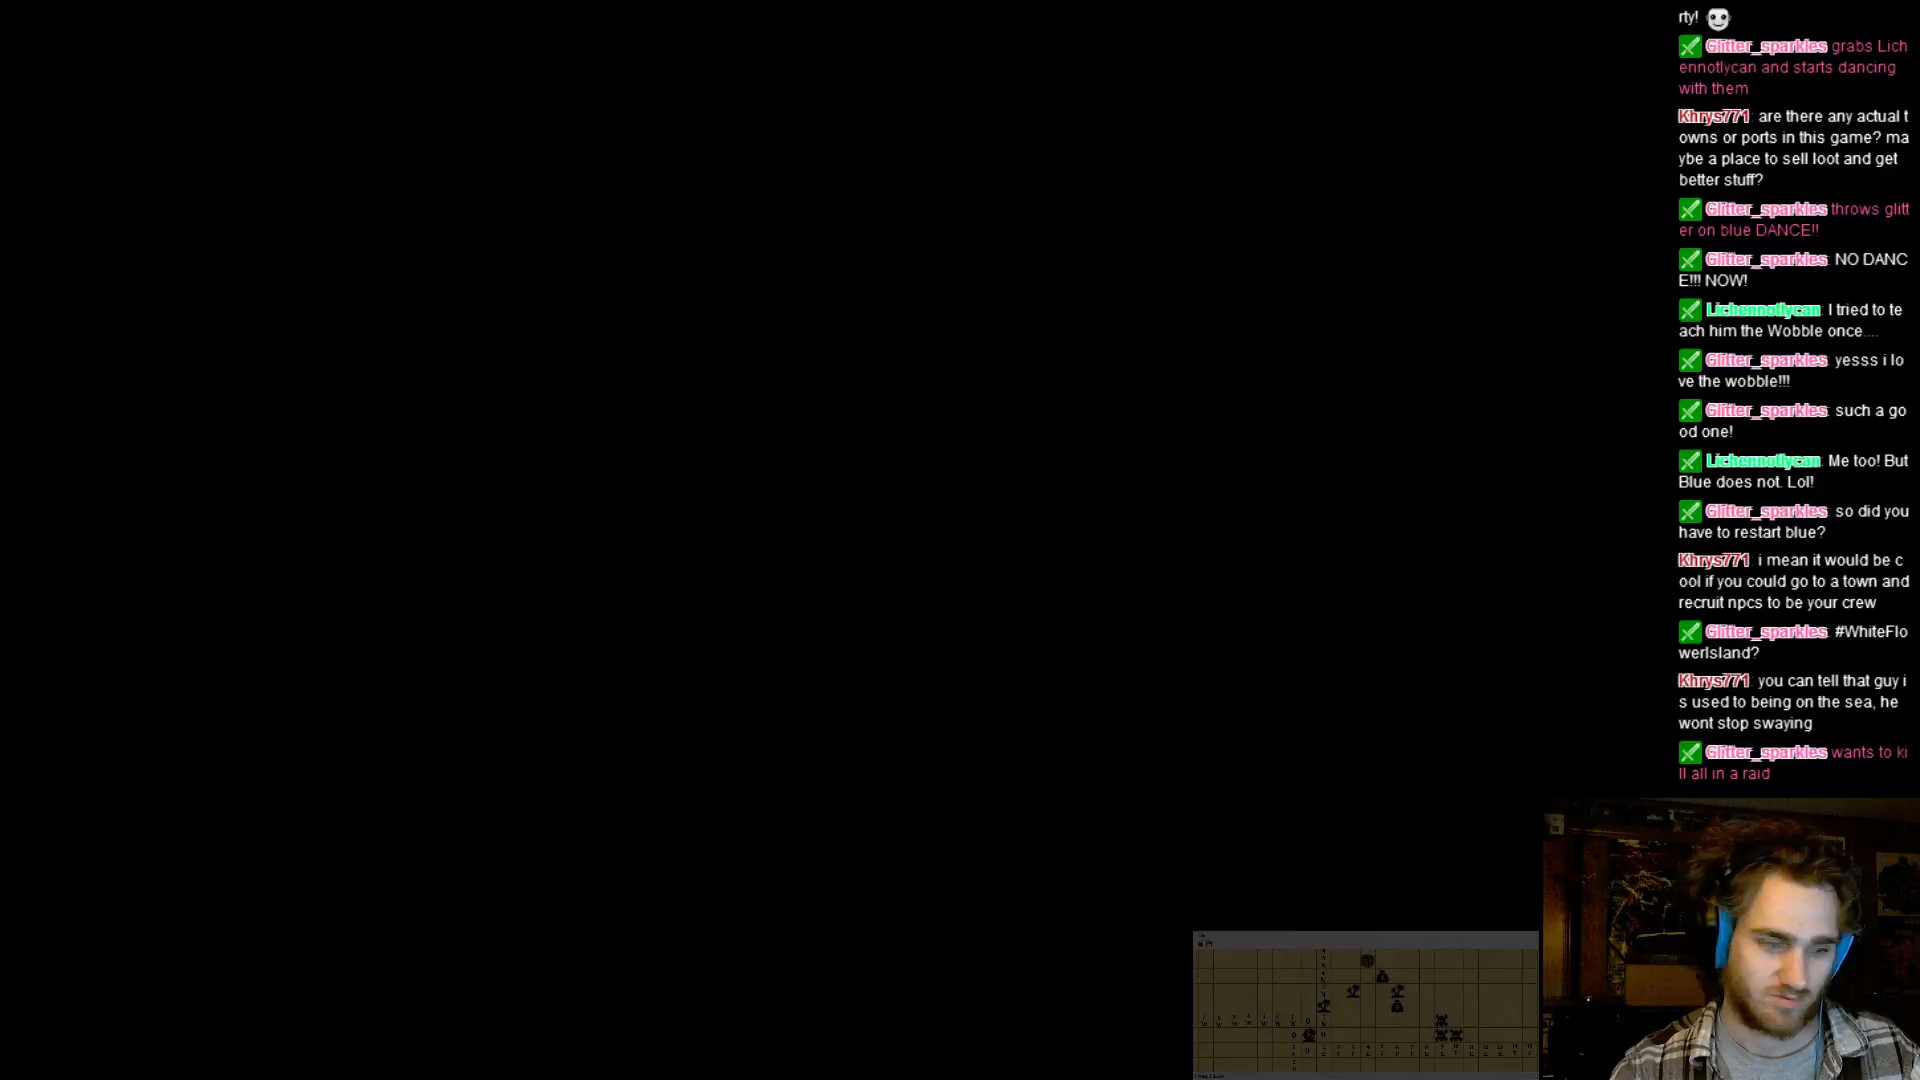 rty!
Glitter_sparkles grabs Lich
ennotlycan and starts dancing
with them
Khrys771: are there any actual t
owns or ports in this game? ma
ybe a place to sell loot and get
better stuff?
Glitter_sparkles throws glitt
er on blue DANCE!!
Glitter_sparkles: NO DANC
E!!! NOW!
Lichennotlycan: I tried to te
ach him the Wobble once....
Glitter_sparkles: yesss i lo
ve the wobble!!!
Glitter_sparkles: such a go
od one!
Lichennotlycan: Me too! But
Blue does not. Lol!
Glitter_sparkles: so did you
have to restart blue?
Khrys771: i mean it would be c
ool if you could go to a town and
recruit npcs to be your crew
Glitter_sparkles: #WhiteFlo
werIsland?
Khrys771: you can tell that guy i
s used to being on the sea, he
wont stop swaying
Glitter_sparkles wants to ki
ll all in a raid